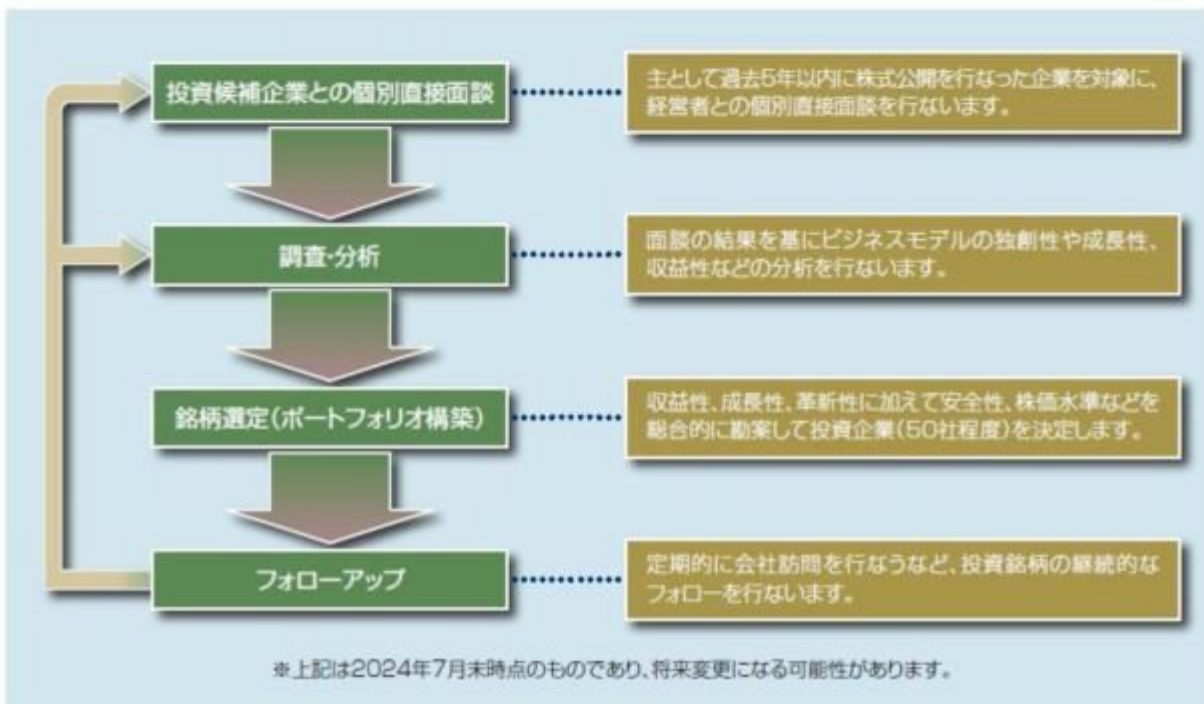 投資候補企業との個別直接面談
主として過去5年以内に株式公開を行なった企業を対象に、
経営者との個別直接面談を行ないます。
調査・分析
面談の結果を基にビジネスモデルの独創性や成長性、
収益性などの分析を行ないます。
銘柄選定(ポートフォリオ構築)
収益性、成長性、革新性に加えて安全性、株価水準などを
総合的に勘案して投資企業(50社程度)を決定します。
フォローアップ
定期的に会社訪問を行なうなど、投資銘柄の継続的な
フォローを行ないます。
※上記は2024年7月末時点のものであり、将来変更になる可能性があります。